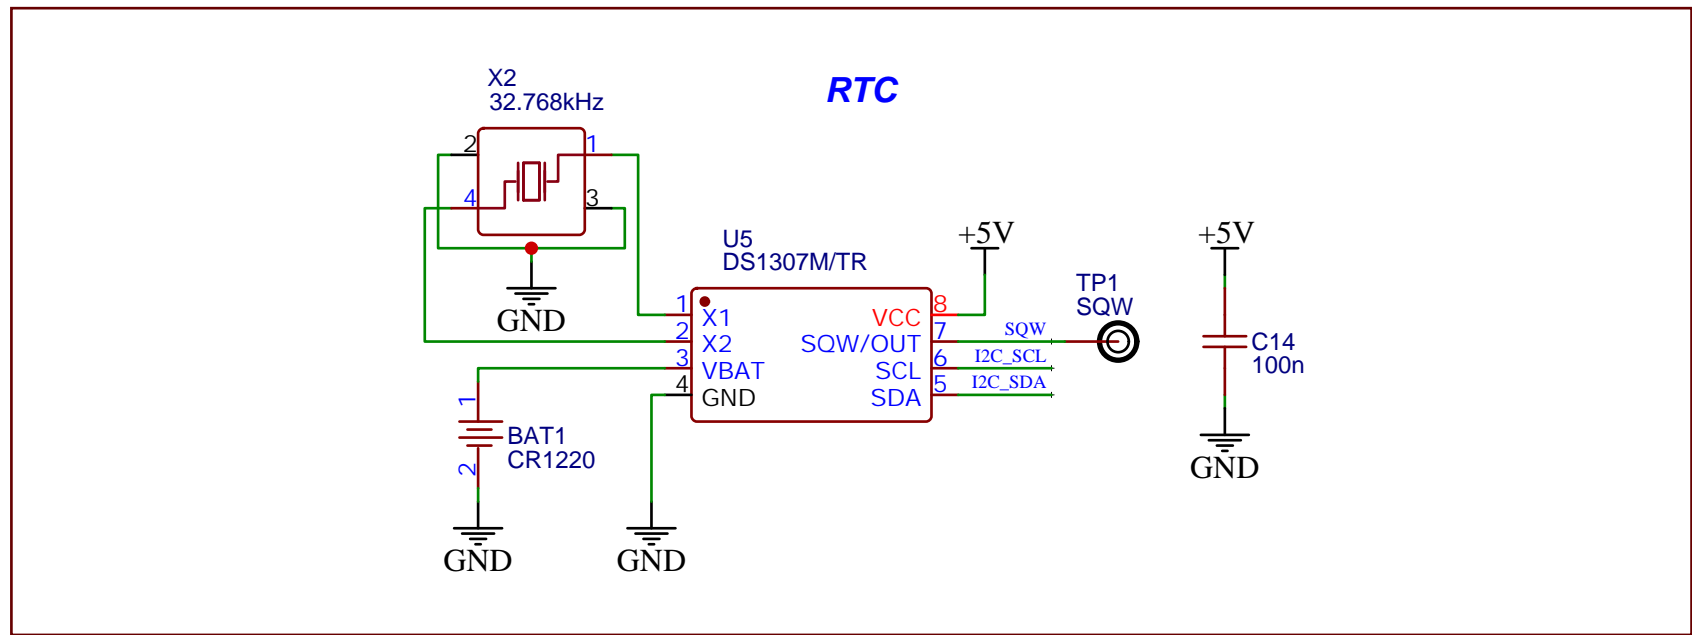 RTC
X2
32.768kHz
2
1
4
3
GND
U5
DS1307M/TR
1
X1
2
X2
3
VBAT
4
GND
VCC
8
SQW/OUT
7
SCL
6
SDA
5
+5V
SQW
I2C_SCL
I2C_SDA
TP1
SQW
+5V
C14
100n
GND
1
BAT1
CR1220
2
GND
GND